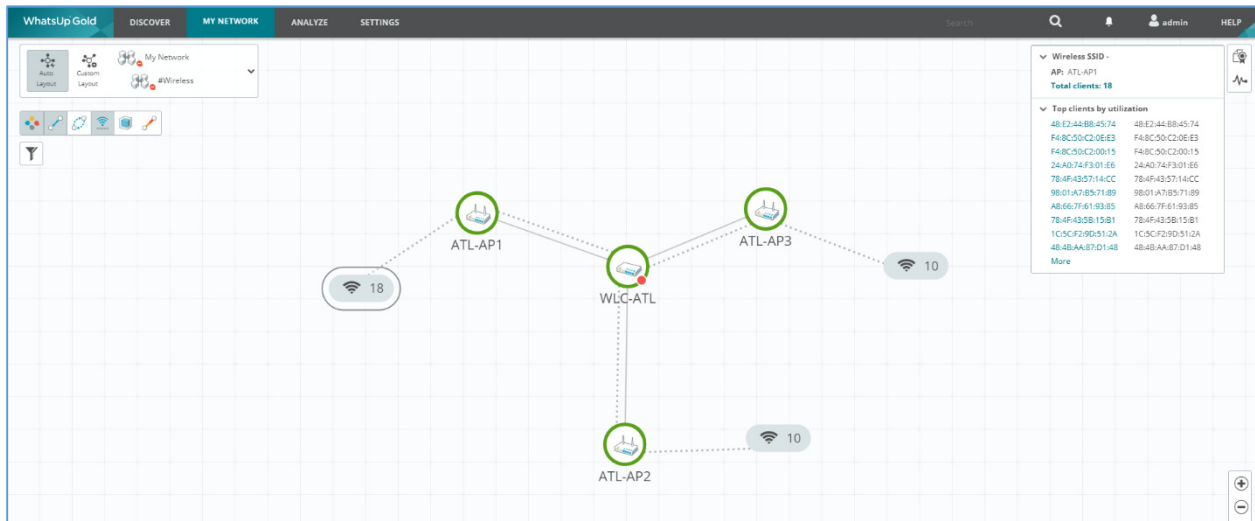 WhatsUp Gold DISCOVER MY NETWORK ANALYZE SETTINGS Search admin HELP
Auto Layout
Custom Layout
My Network
#Wireless
Wireless SSID -
AP: ATL-AP1
Total clients: 18
Top clients by utilization
48:E2:44:B8:45:74 48:E2:44:B8:45:74
F4:8C:50:C2:0E:E3 F4:8C:50:C2:0E:E3
F4:8C:50:C2:00:15 F4:8C:50:C2:00:15
24:A0:74:F3:01:E6 24:A0:74:F3:01:E6
78:4F:43:57:14:CC 78:4F:43:57:14:CC
98:01:A7:B5:71:89 98:01:A7:B5:71:89
A8:66:7F:61:93:85 A8:66:7F:61:93:85
78:4F:43:5B:15:B1 78:4F:43:5B:15:B1
1C:5C:F2:9D:51:2A 1C:5C:F2:9D:51:2A
48:4B:AA:87:D1:48 48:4B:AA:87:D1:48
More
ATL-AP1
ATL-AP3
10
18
WLC-ATL
10
ATL-AP2